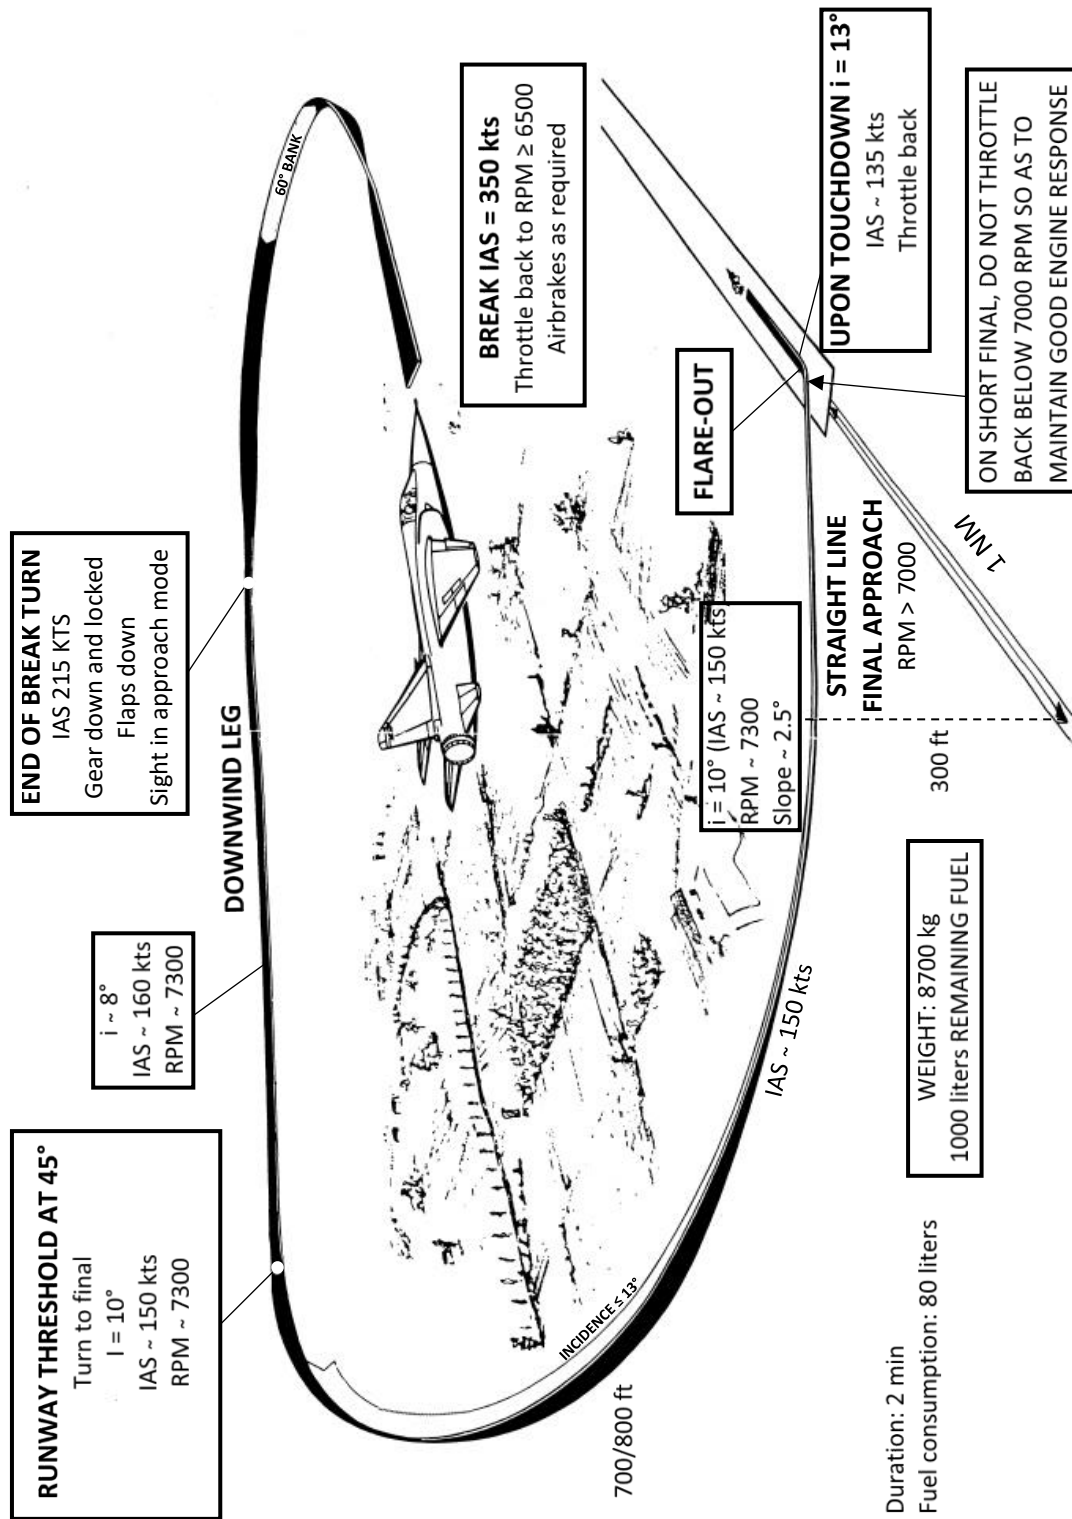 RUNWAY THRESHOLD AT 45°
Turn to final
I = 10°
IAS ~ 150 kts
RPM ~ 7300
i ~ 8°
IAS ~ 160 kts
RPM ~ 7300
END OF BREAK TURN
IAS 215 KTS
Gear down and locked
Flaps down
Sight in approach mode
DOWNWIND LEG
60° BANK
BREAK IAS = 350 kts
Throttle back to RPM ≥ 6500
Airbrakes as required
INCIDENCE ≤ 13°
700/800 ft
IAS ~ 150 kts
i = 10° (IAS ~ 150 kts)
RPM ~ 7300
Slope ~ 2.5°
FLARE-OUT
UPON TOUCHDOWN i = 13°
IAS ~ 135 kts
Throttle back
STRAIGHT LINE
FINAL APPROACH
RPM > 7000
300 ft
1 NM
ON SHORT FINAL, DO NOT THROTTLE
BACK BELOW 7000 RPM SO AS TO
MAINTAIN GOOD ENGINE RESPONSE
WEIGHT: 8700 kg
1000 liters REMAINING FUEL
Duration: 2 min
Fuel consumption: 80 liters